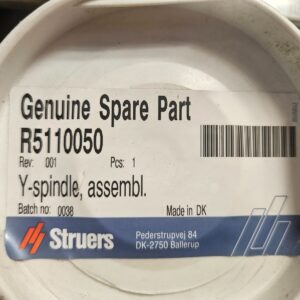 Genuine Spare Part
R5110050
Rev: 001 Pcs: 1
Y-spindle, assembl.
Batch no: 0038 Made in DK
Struers
Pederstrupvej 84
DK-2750 Ballerup